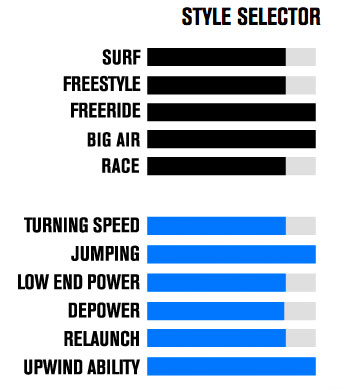 STYLE SELECTOR
SURF
FREESTYLE
FREERIDE
BIG AIR
RACE
TURNING SPEED
JUMPING
LOW END POWER
DEPOWER
RELAUNCH
UPWIND ABILITY